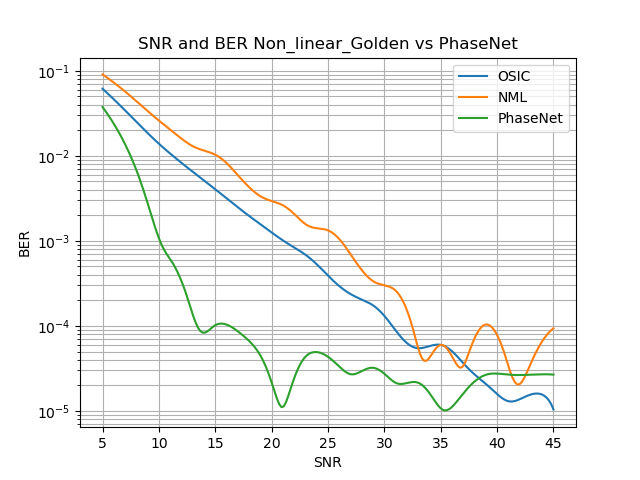 SNR and BER Non_linear_Golden vs PhaseNet
OSIC
NML
PhaseNet
BER
10⁻¹
10⁻²
10⁻³
10⁻⁴
10⁻⁵
5 10 15 20 25 30 35 40 45
SNR